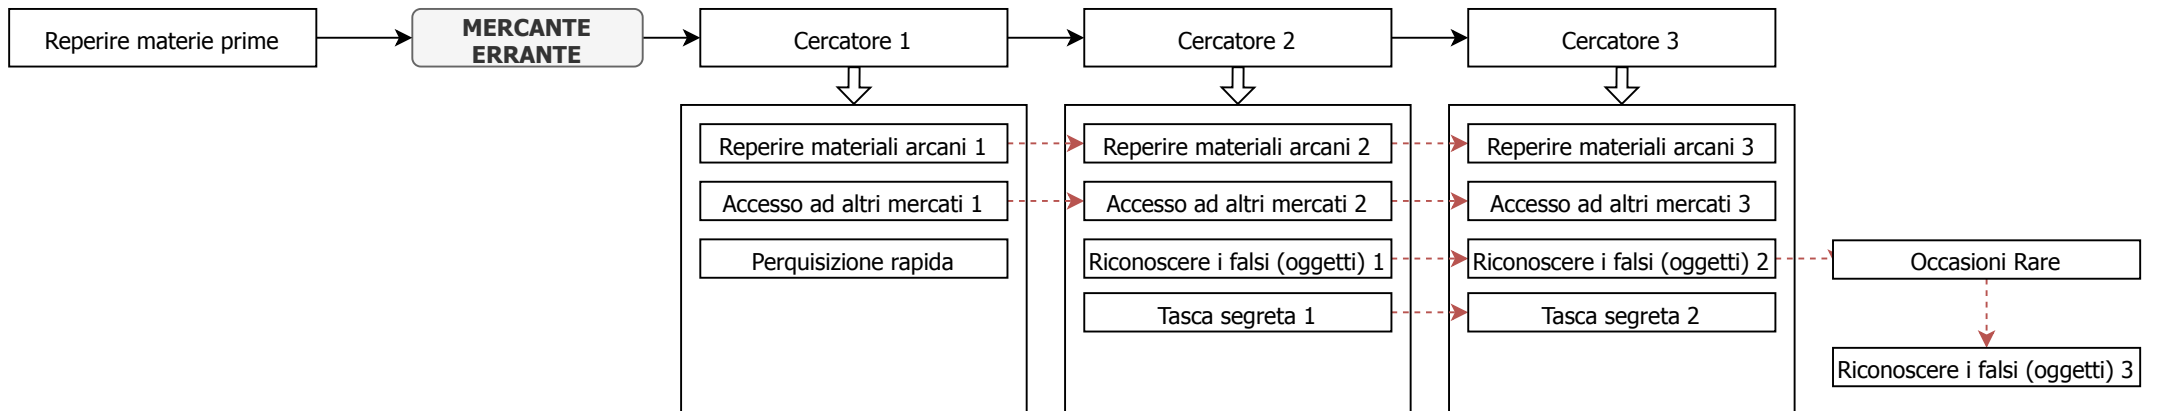 Reperire materie prime
MERCANTE
ERRANTE
Cercatore 1
Cercatore 2
Cercatore 3
Reperire materiali arcani 1
Reperire materiali arcani 2
Reperire materiali arcani 3
Accesso ad altri mercati 1
Accesso ad altri mercati 2
Accesso ad altri mercati 3
Perquisizione rapida
Riconoscere i falsi (oggetti) 1
Riconoscere i falsi (oggetti) 2
Occasioni Rare
Tasca segreta 1
Tasca segreta 2
Riconoscere i falsi (oggetti) 3